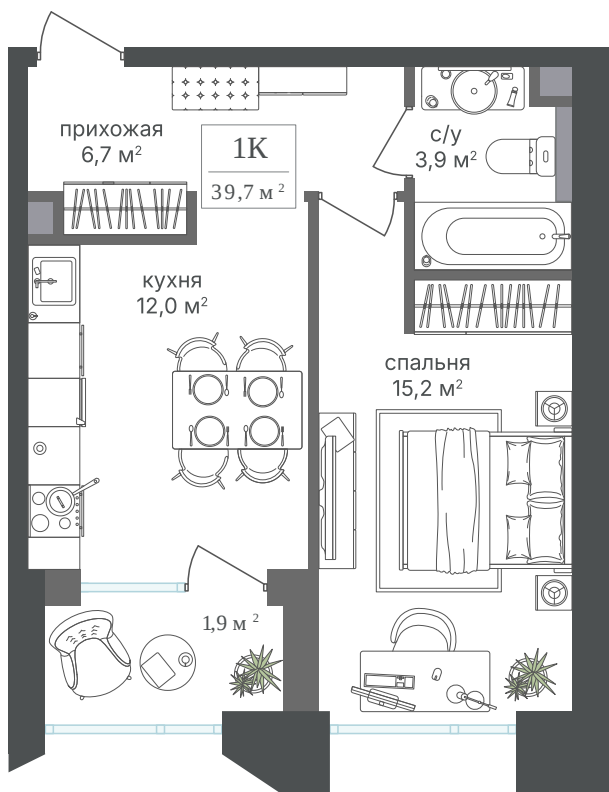 прихожая
6,7 м²
1К
39,7 м²
с/у
3,9 м²
кухня
12,0 м²
спальня
15,2 м²
1,9 м²